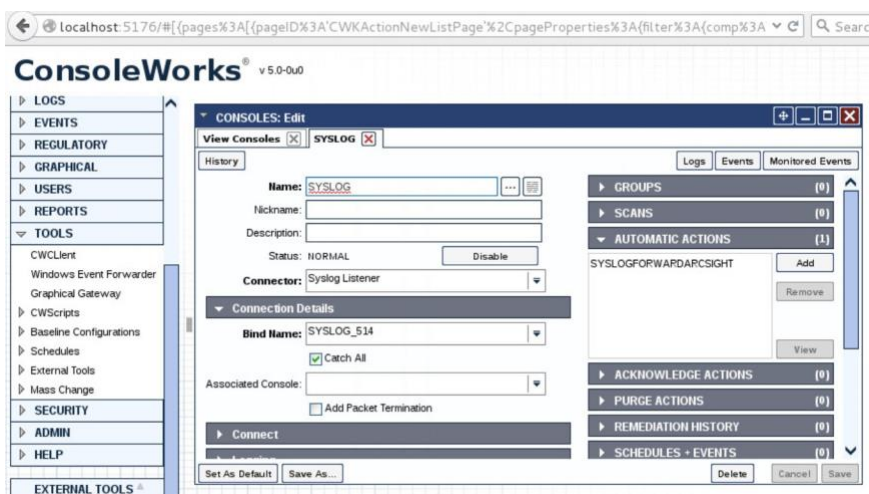 localhost:5176/#[{pages%3A[{pageID%3A'CWKActionNewListPage'%2CpageProperties%3A{filter%3A{comp%3A
Searc
ConsoleWorks® v 5.0-0u0
LOGS
EVENTS
REGULATORY
GRAPHICAL
USERS
REPORTS
TOOLS
CWCLient
Windows Event Forwarder
Graphical Gateway
CWScripts
Baseline Configurations
Schedules
External Tools
Mass Change
SECURITY
ADMIN
HELP
EXTERNAL TOOLS
CONSOLES: Edit
View Consoles
SYSLOG
History
Logs
Events
Monitored Events
Name: SYSLOG
Nickname:
Description:
Status: NORMAL
Disable
Connector: Syslog Listener
Connection Details
Bind Name: SYSLOG_514
Catch All
Associated Console:
Add Packet Termination
Connect
GROUPS (0)
SCANS (0)
AUTOMATIC ACTIONS (1)
SYSLOGFORWARDARCSIGHT
Add
Remove
View
ACKNOWLEDGE ACTIONS (0)
PURGE ACTIONS (0)
REMEDIATION HISTORY (0)
SCHEDULES + EVENTS (0)
Set As Default
Save As...
Delete
Cancel
Save